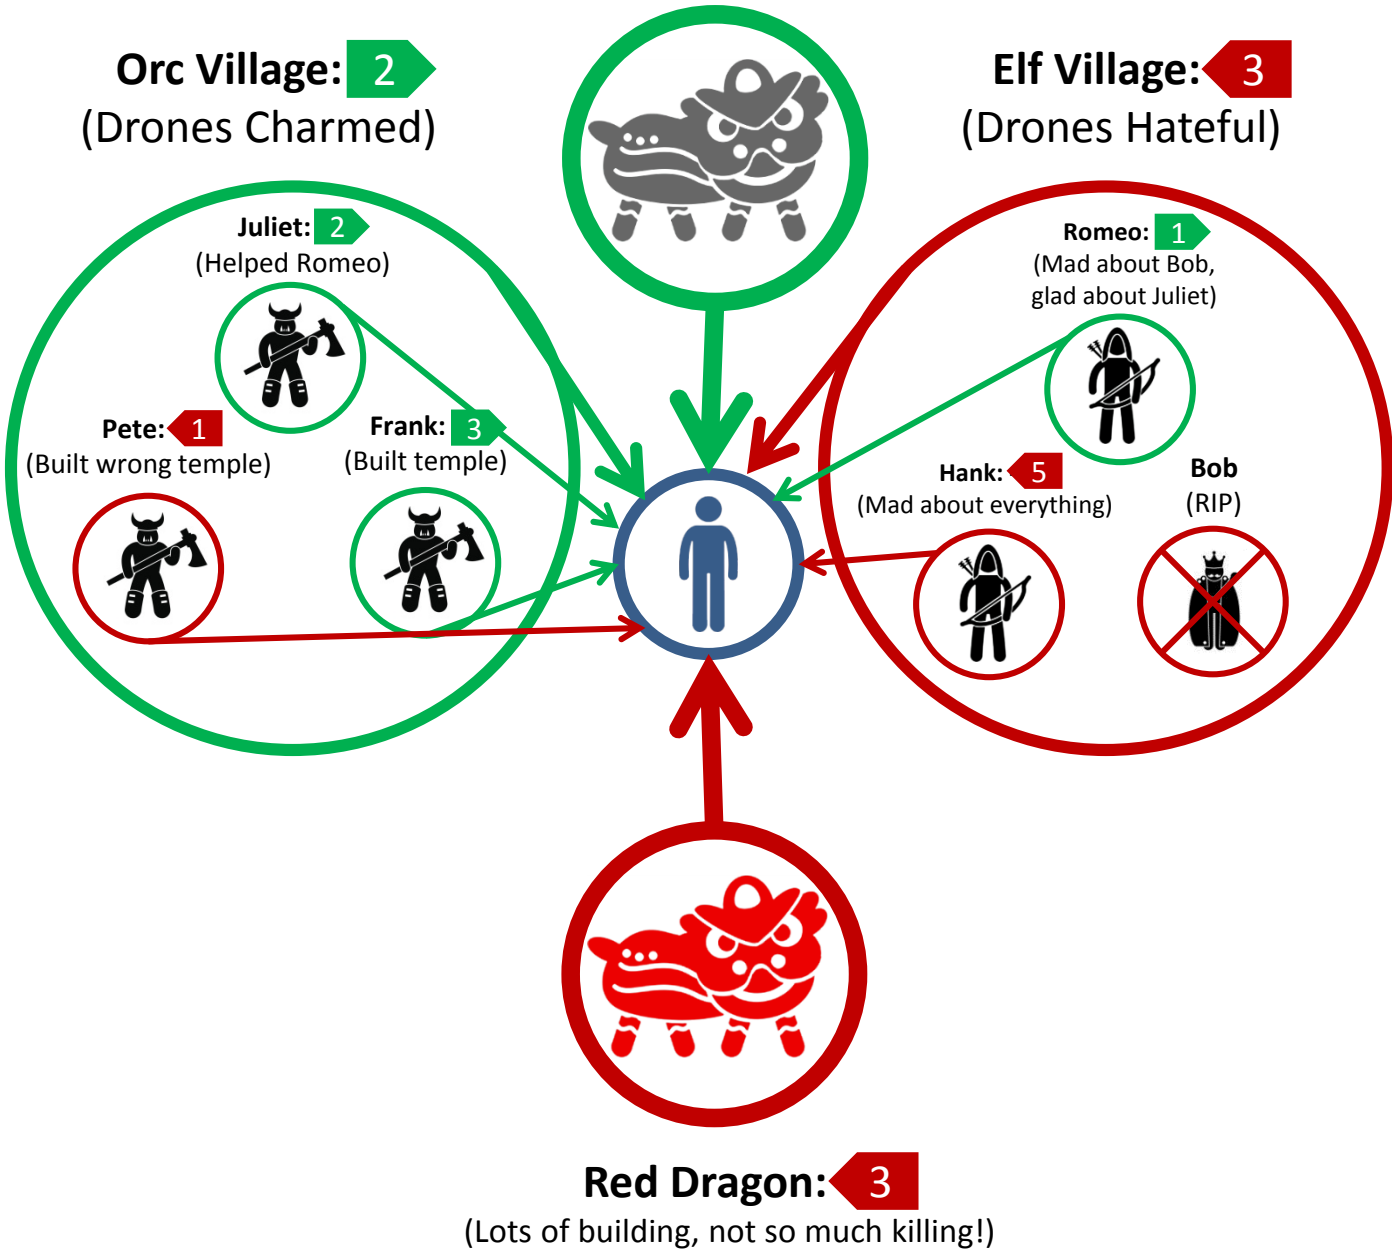 Orc Village: 2
(Drones Charmed)
Elf Village: 3
(Drones Hateful)
Juliet: 2
(Helped Romeo)
Pete: 1
(Built wrong temple)
Frank: 3
(Built temple)
Romeo: 1
(Mad about Bob,
glad about Juliet)
Hank: 5
(Mad about everything)
Bob
(RIP)
Red Dragon: 3
(Lots of building, not so much killing!)